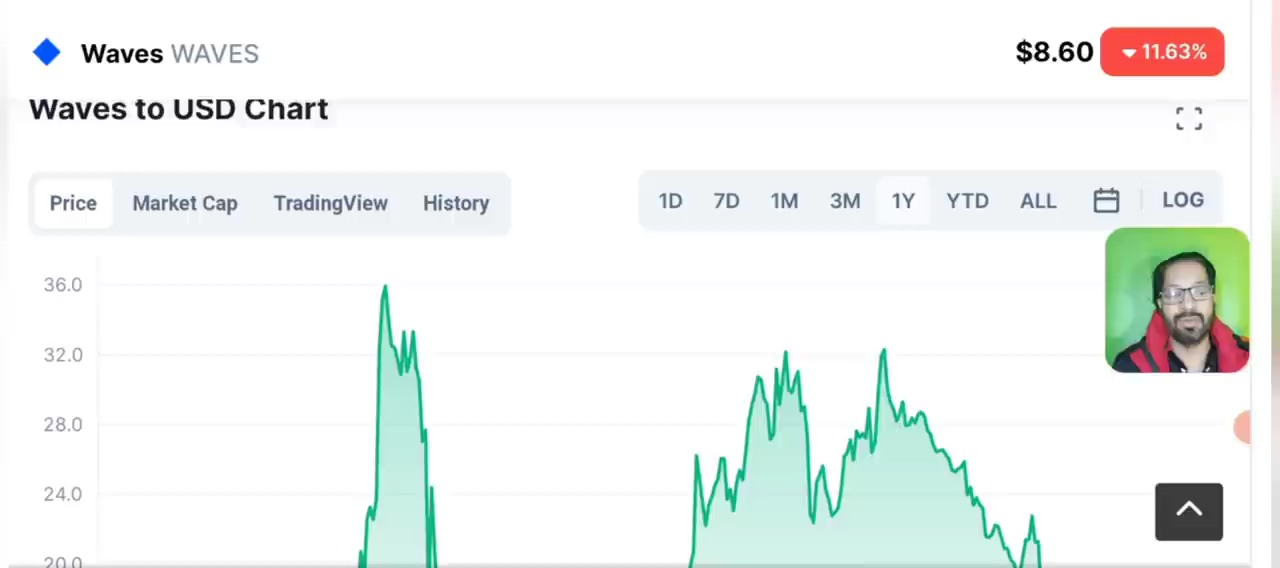 Waves WAVES
$8.60 11.63%
Waves to USD Chart
Price Market Cap TradingView History
1D 7D 1M 3M 1Y YTD ALL LOG
36.0
32.0
28.0
24.0
20.0